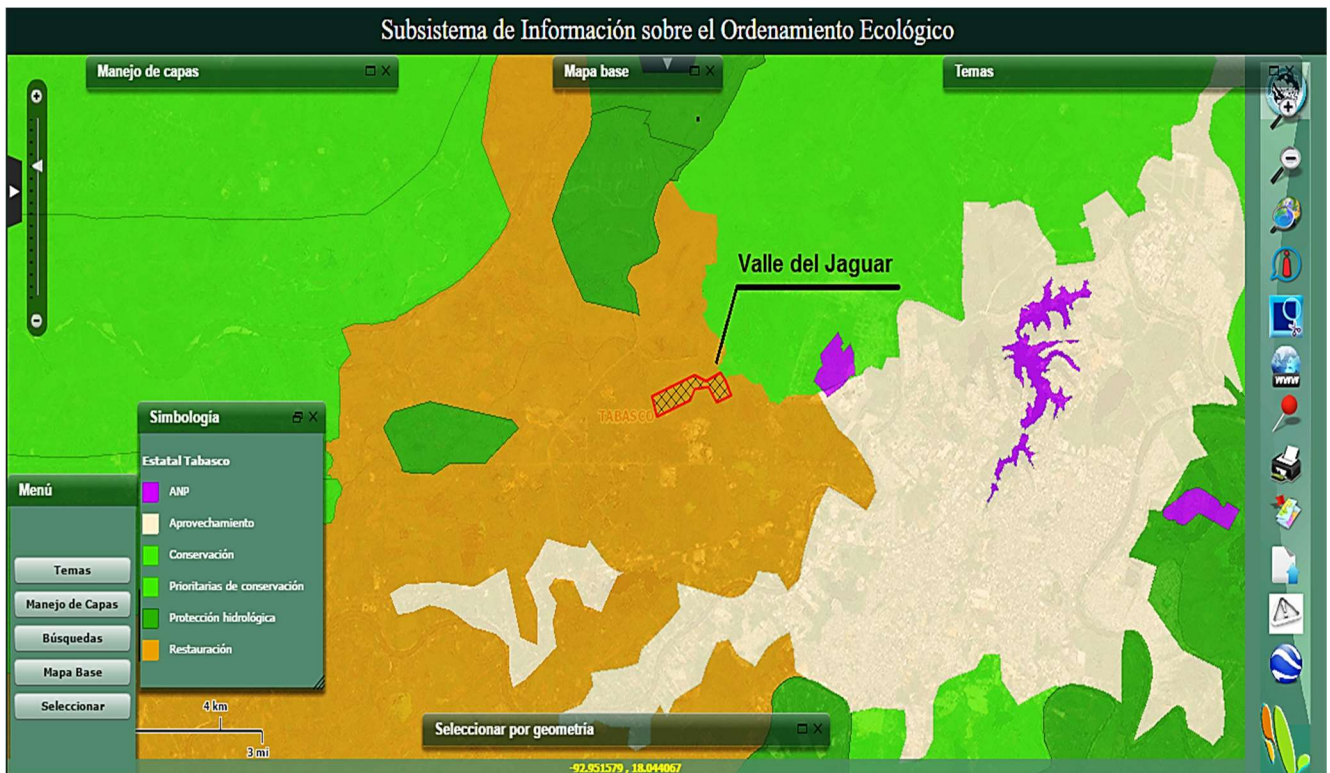 Subsistema de Información sobre el Ordenamiento Ecológico
Manejo de capas
Mapa base
Temas
Valle del Jaguar
TABASCO
WWW
Simbología
Estatal Tabasco
ANP
Aprovechamiento
Conservación
Prioritarias de conservación
Protección hidrológica
Restauración
Menú
Temas
Manejo de Capas
Búsquedas
Mapa Base
Seleccionar
4 km
3 mi
Seleccionar por geometría
-92.951579 , 18.044067